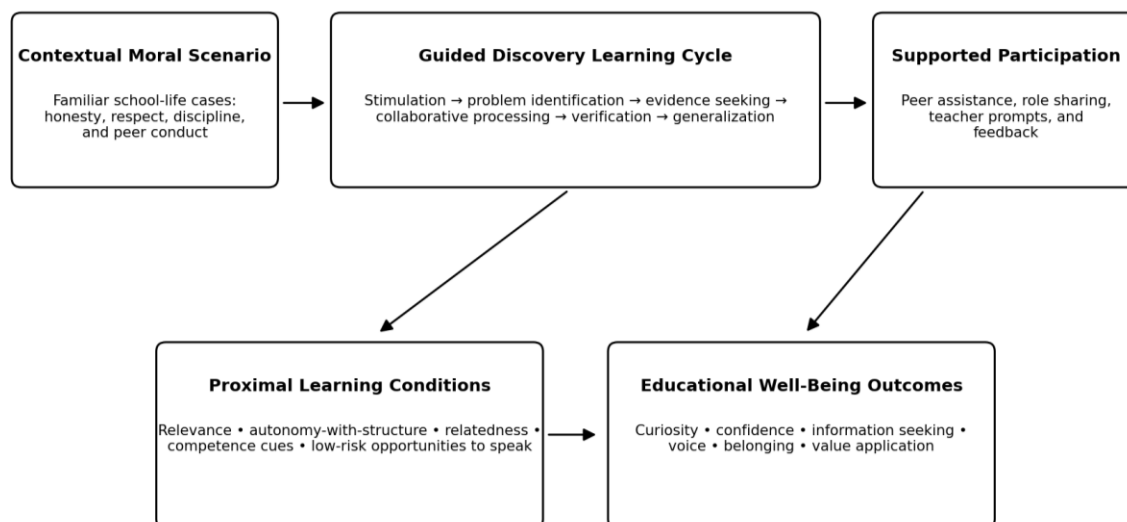 Contextual Moral Scenario
Familiar school-life cases:
honesty, respect, discipline,
and peer conduct
Guided Discovery Learning Cycle
Stimulation → problem identification → evidence seeking →
collaborative processing → verification → generalization
Supported Participation
Peer assistance, role sharing,
teacher prompts, and
feedback
Proximal Learning Conditions
Relevance • autonomy-with-structure • relatedness •
competence cues • low-risk opportunities to speak
Educational Well-Being Outcomes
Curiosity • confidence • information seeking •
voice • belonging • value application